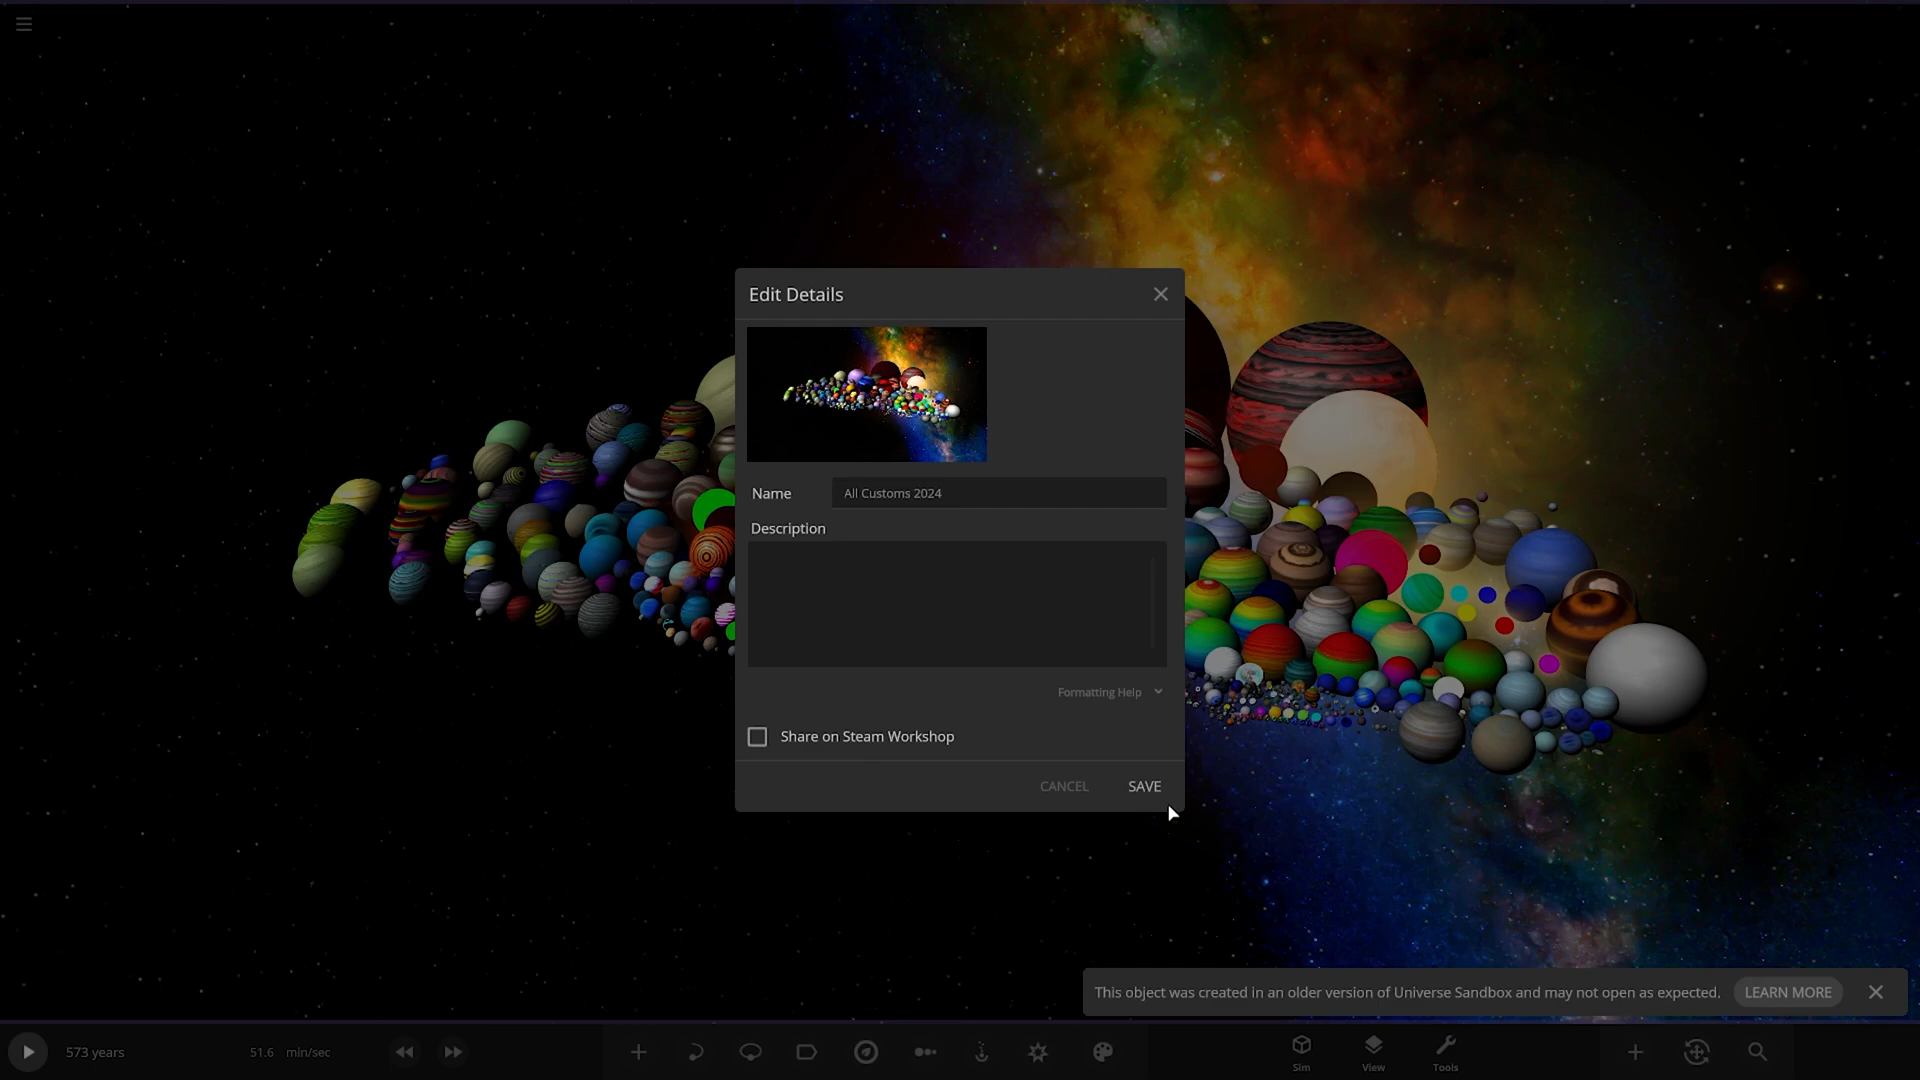 Edit Details
Name All Customs 2024
Description
Formatting Help
Share on Steam Workshop
CANCEL SAVE
This object was created in an older version of Universe Sandbox and may not open as expected. LEARN MORE
573 years 51.6 min/sec
Sim View Tools